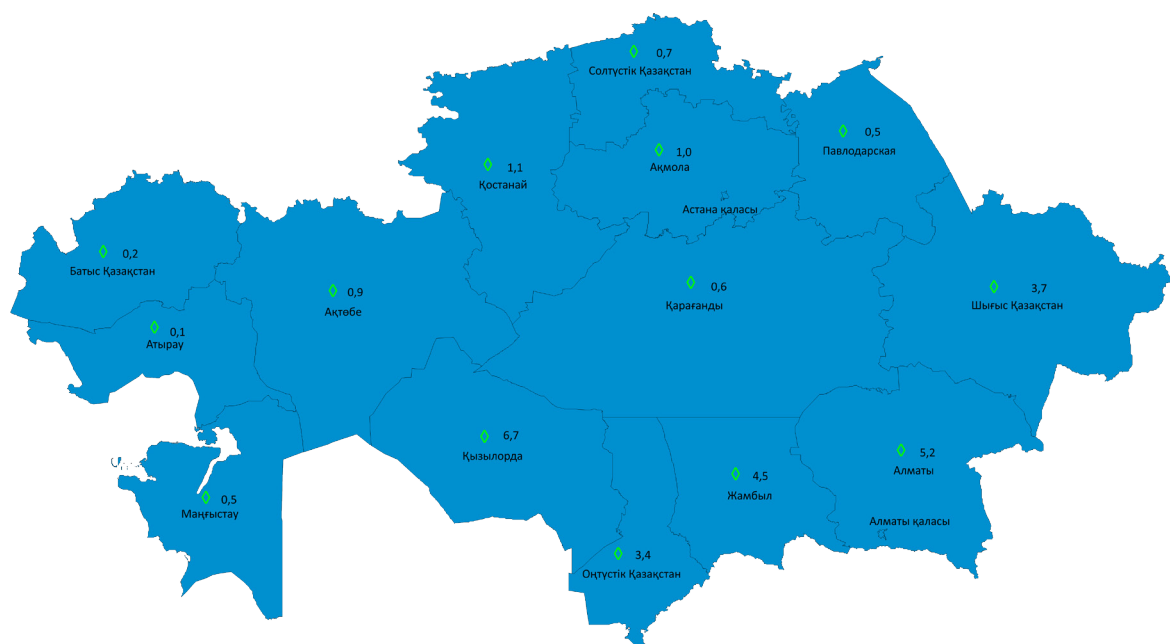 0,7
Солтүстік Қазақстан
0,5
Павлодарская
1,0
Ақмола
1,1
Қостанай
Астана қаласы
0,2
Батыс Қазақстан
0,9
Ақтөбе
0,6
Қарағанды
3,7
Шығыс Қазақстан
0,1
Атырау
6,7
Қызылорда
5,2
Алматы
4,5
Жамбыл
0,5
Маңғыстау
Алматы қаласы
3,4
Оңтүстік Қазақстан